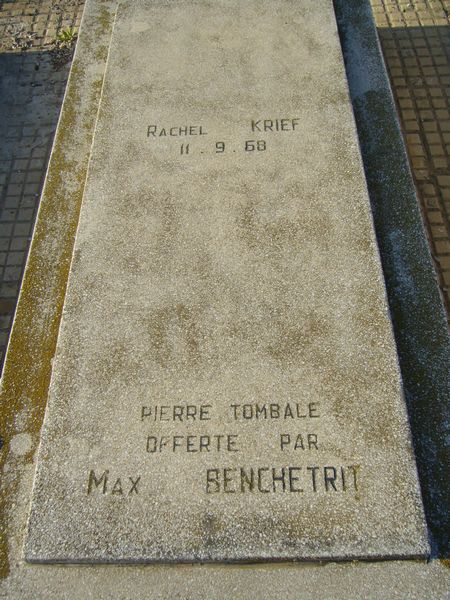 RACHEL KRIEF
11.9.68
PIERRE TOMBALE
OFFERTE PAR
MAX BENCHETRIT